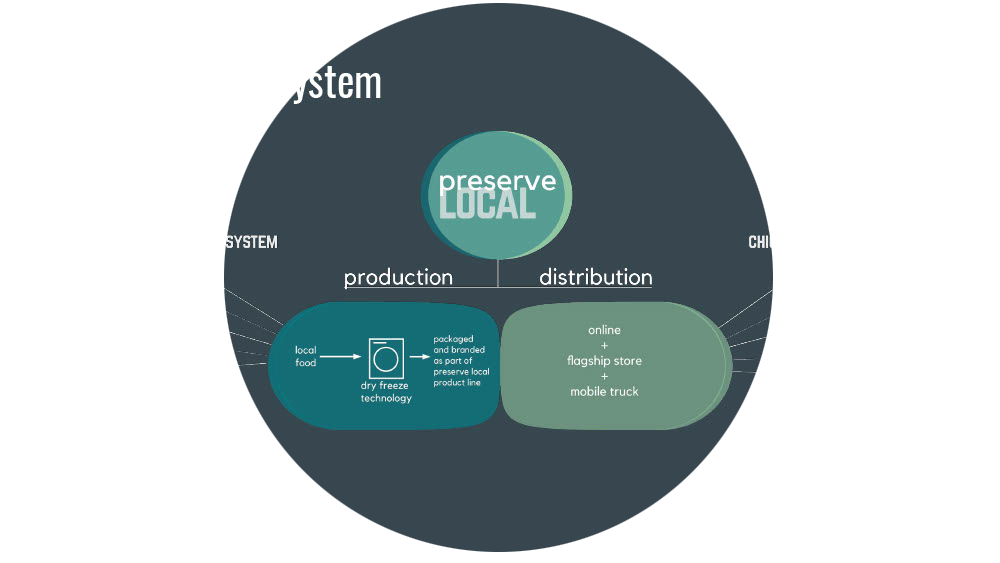 ystem
preserve
LOCAL
SYSTEM
CHI
production
distribution
local
food
dry freeze
technology
packaged
and branded
as part of
preserve local
product line
online
+
flagship store
+
mobile truck